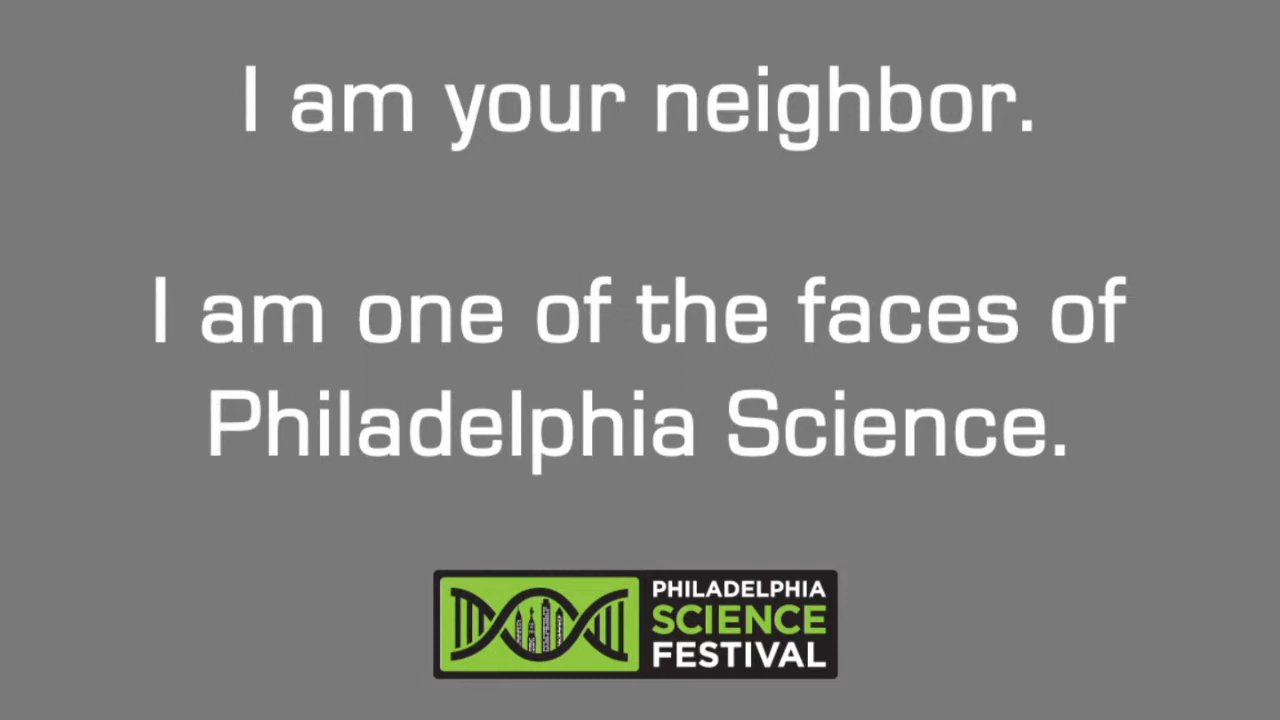 I am your neighbor.
I am one of the faces of
Philadelphia Science.
PHILADELPHIA
SCIENCE
FESTIVAL